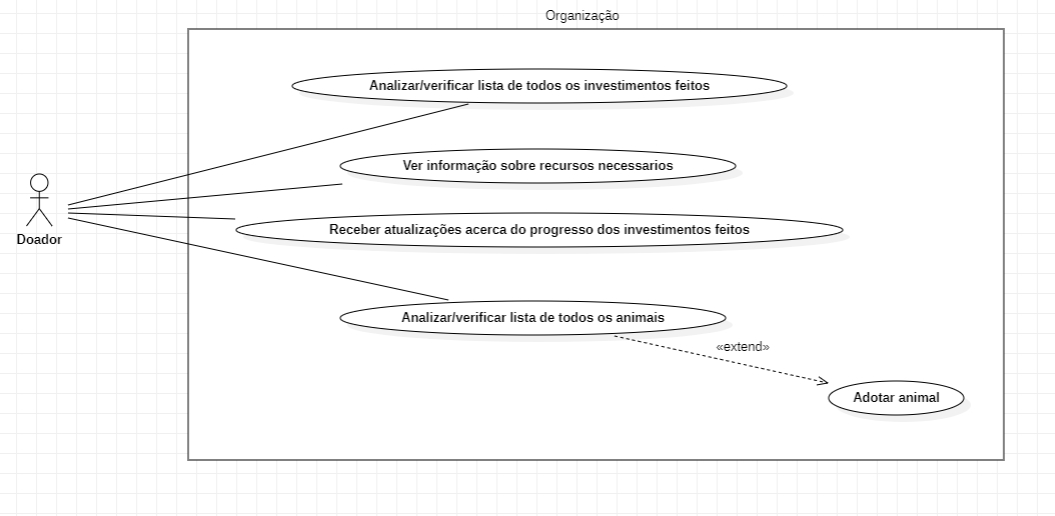 Organização
Analizar/verificar lista de todos os investimentos feitos
Ver informação sobre recursos necessarios
Doador
Receber atualizações acerca do progresso dos investimentos feitos
Analizar/verificar lista de todos os animais
«extend»
Adotar animal